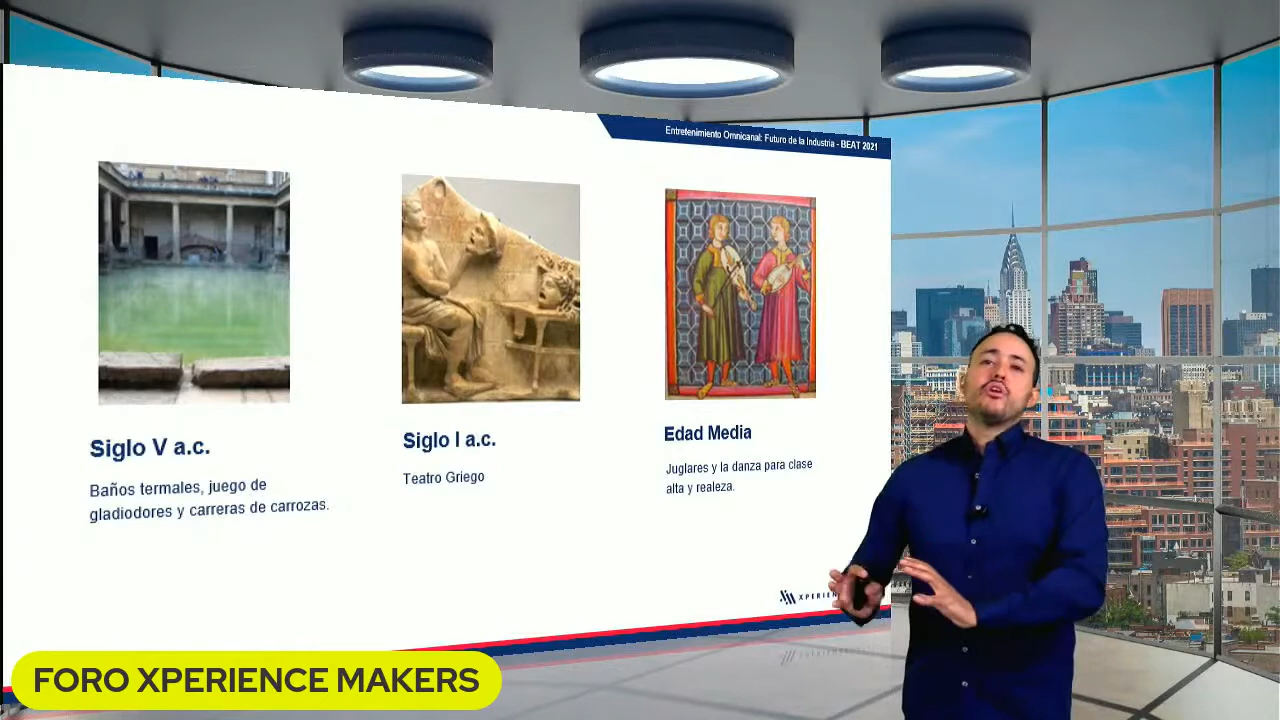 Entretenimiento Omnicanal: Futuro de la Industria - BEAT 2021
Siglo V a.c.
Baños termales, juego de
gladiodores y carreras de carrozas.
Siglo I a.c.
Teatro Griego
Edad Media
Juglares y la danza para clase
alta y realeza.
FORO XPERIENCE MAKERS